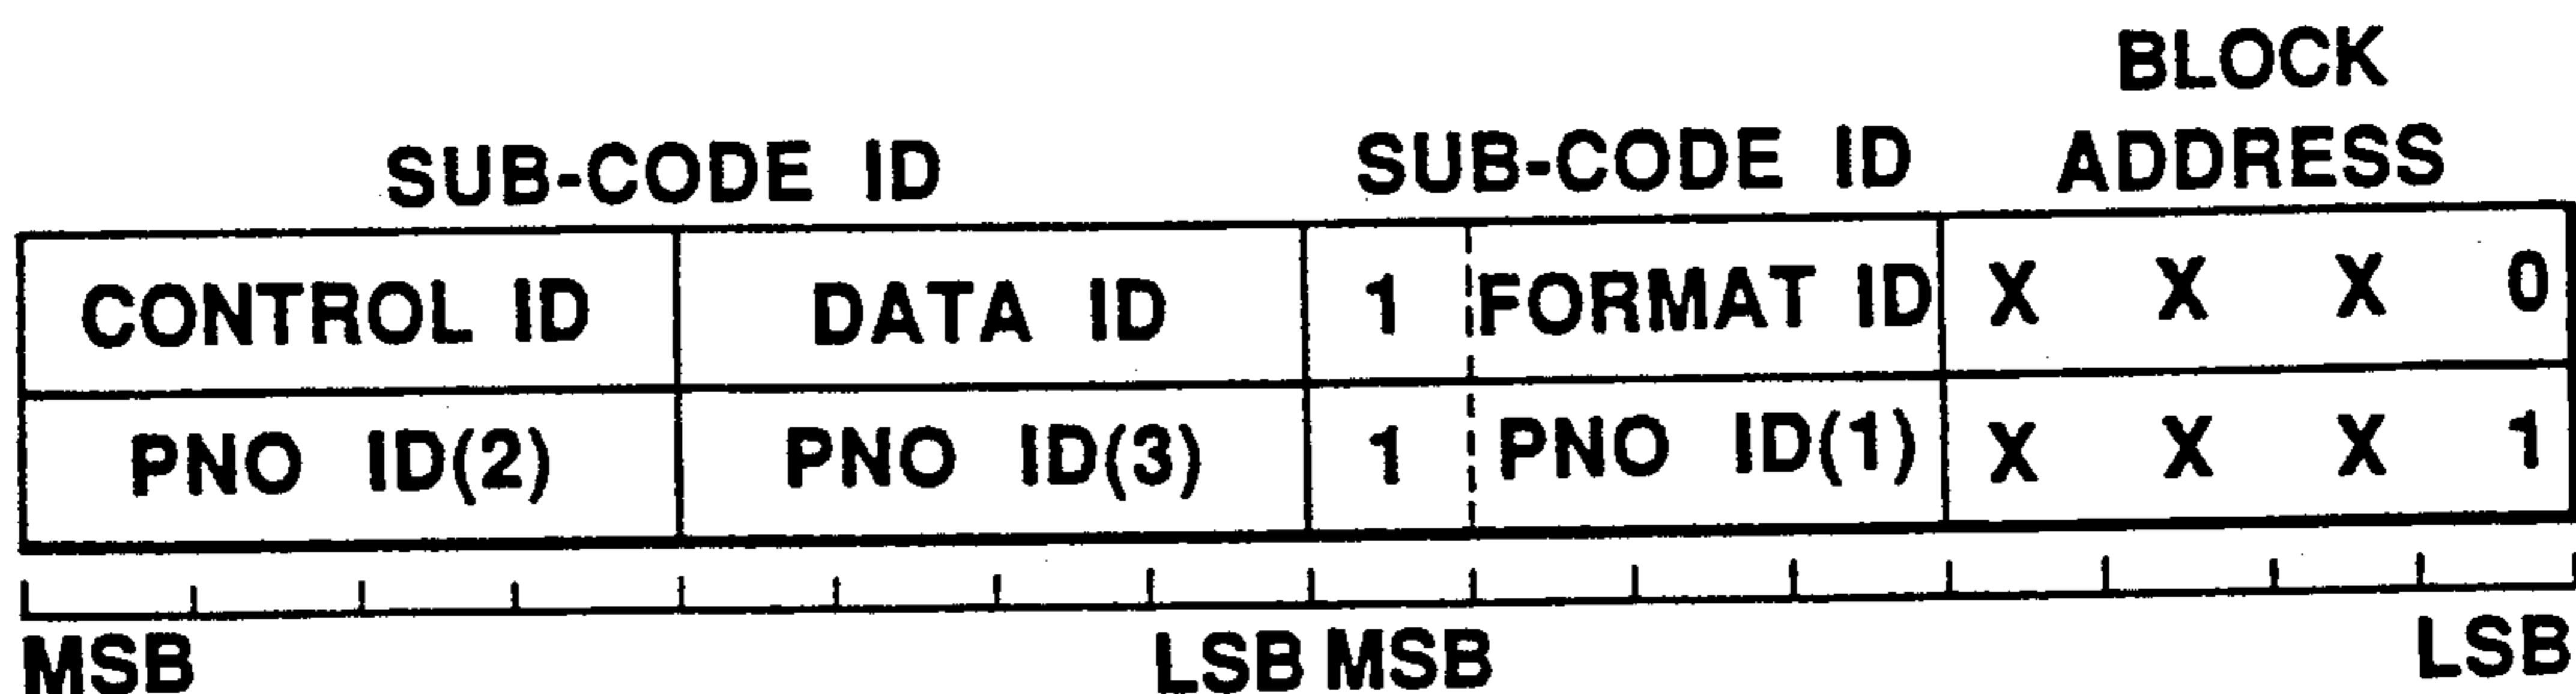 BLOCK
SUB-CODE ID SUB-CODE ID ADDRESS
CONTROL ID DATA ID 1 FORMAT ID X X X 0
PNO ID(2) PNO ID(3) 1 PNO ID(1) X X X 1
MSB LSB MSB LSB